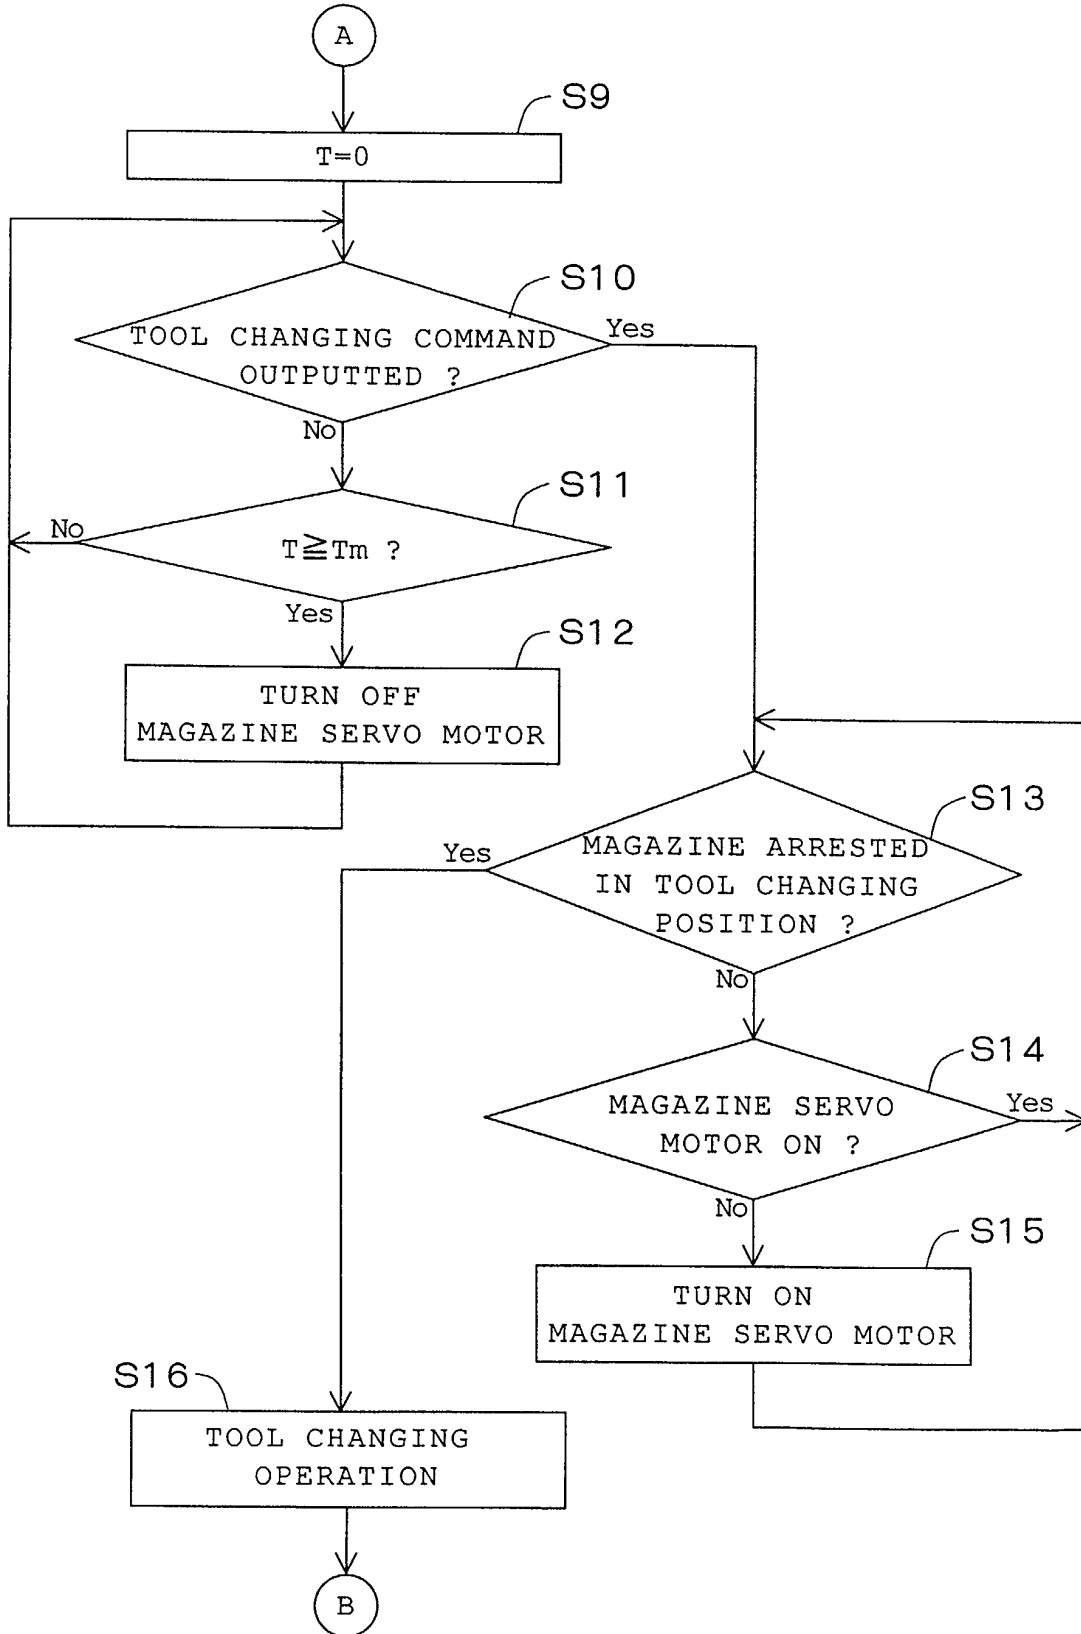 A
S9
T=0
S10
TOOL CHANGING COMMAND
OUTPUTTED ?
Yes
No
S11
T≧Tm ?
No
Yes
S12
TURN OFF
MAGAZINE SERVO MOTOR
S13
MAGAZINE ARRESTED
IN TOOL CHANGING
POSITION ?
Yes
No
S14
MAGAZINE SERVO
MOTOR ON ?
Yes
No
S15
TURN ON
MAGAZINE SERVO MOTOR
S16
TOOL CHANGING
OPERATION
B